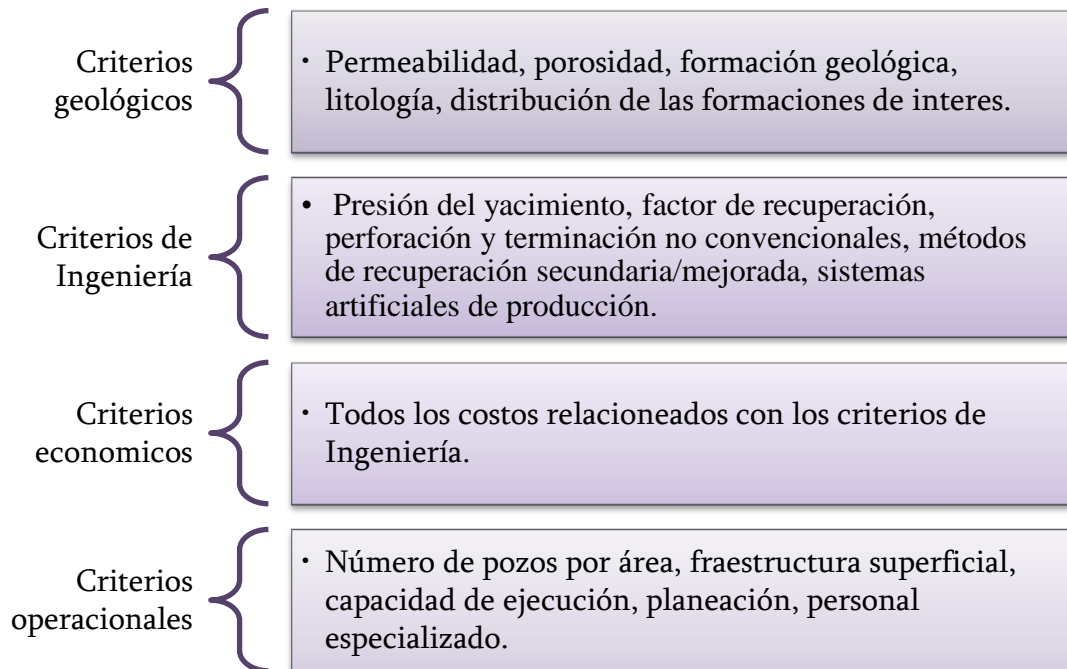 Criterios
geológicos
· Permeabilidad, porosidad, formación geológica,
litología, distribución de las formaciones de interes.
Criterios de
Ingeniería
• Presión del yacimiento, factor de recuperación,
perforación y terminación no convencionales, métodos
de recuperación secundaria/mejorada, sistemas
artificiales de producción.
Criterios
economicos
· Todos los costos relacioneados con los criterios de
Ingeniería.
Criterios
operacionales
· Número de pozos por área, fraestructura superficial,
capacidad de ejecución, planeación, personal
especializado.